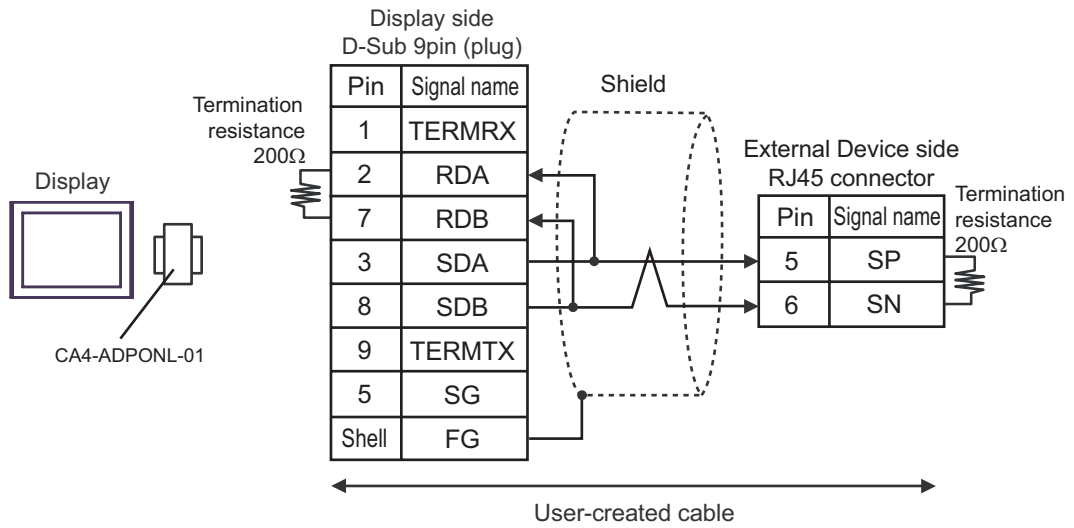 Display side
D-Sub 9pin (plug)
Pin Signal name
1 TERMRX
2 RDA
7 RDB
3 SDA
8 SDB
9 TERMTX
5 SG
Shell FG
Termination
resistance
200Ω
Display
CA4-ADPONL-01
Shield
External Device side
RJ45 connector
Pin Signal name
5 SP
6 SN
Termination
resistance
200Ω
User-created cable